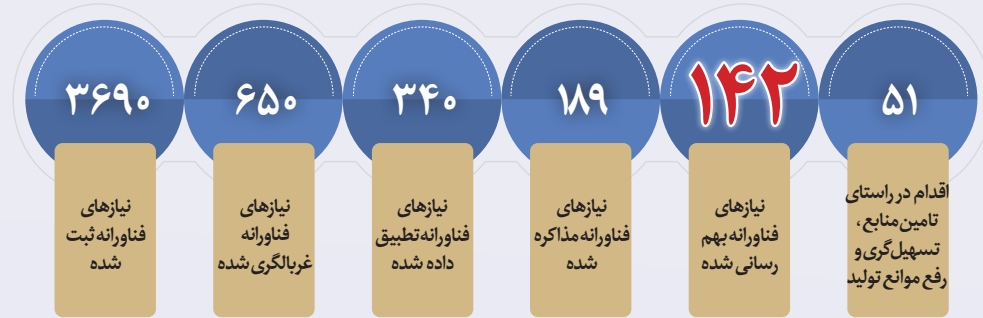 ۵۱
اقدام در راستای
تامین منابع،
تسهیل‌گری و
رفع موانع تولید
۱۴۲
نیازهای
فناورانه بهم
رسانی شده
۱۸۹
نیازهای
فناورانه مذاکره
شده
۳۴۰
نیازهای
فناورانه تطبیق
داده شده
۶۵۰
نیازهای
فناورانه
غربالگری شده
۳۶۹۰
نیازهای
فناورانه ثبت
شده